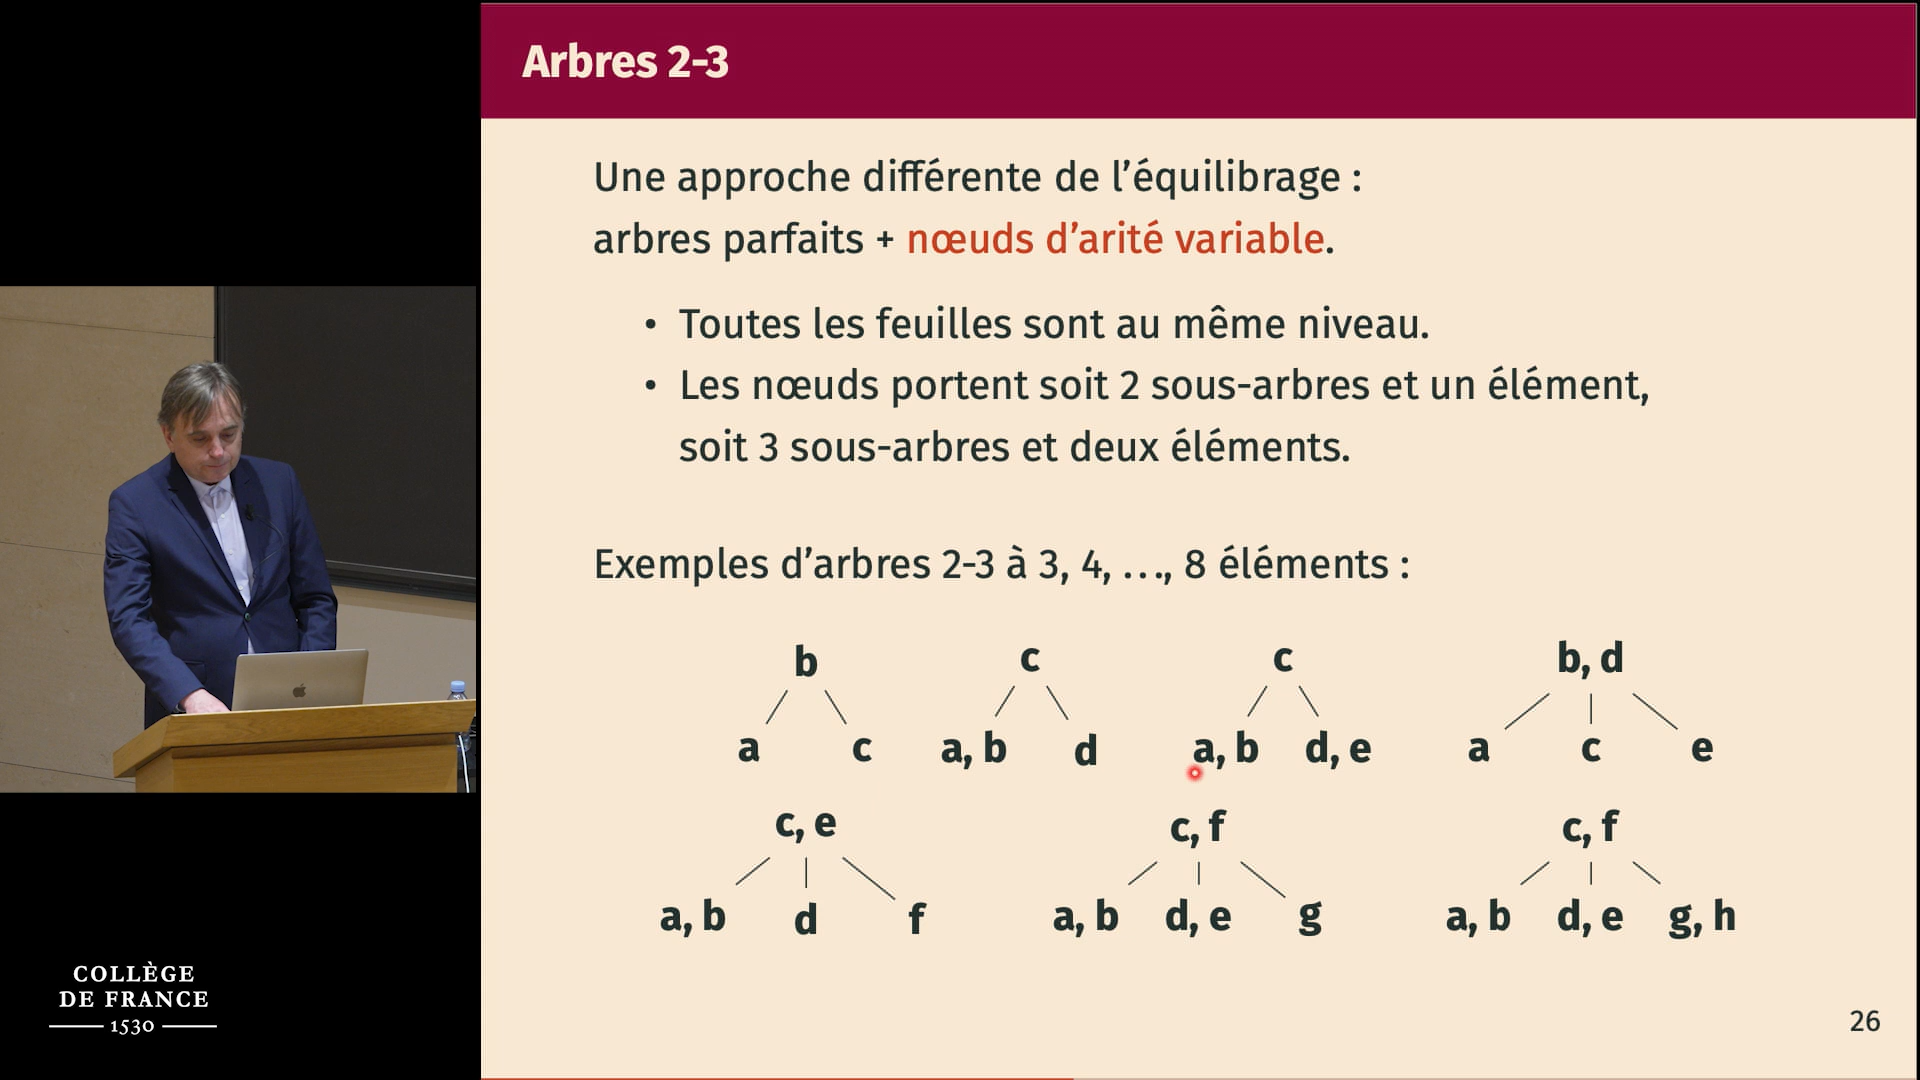 Arbres 2-3
Une approche différente de l'équilibrage :
arbres parfaits + nœuds d'arité variable.
• Toutes les feuilles sont au même niveau.
• Les nœuds portent soit 2 sous-arbres et un élément,
soit 3 sous-arbres et deux éléments.
Exemples d'arbres 2-3 à 3, 4, …, 8 éléments :
b c c b, d
a c a, b d a, b d, e a c e
c, e c, f c, f
a, b d f a, b d, e g a, b d, e g, h
26
COLLÈGE
DE FRANCE
1530